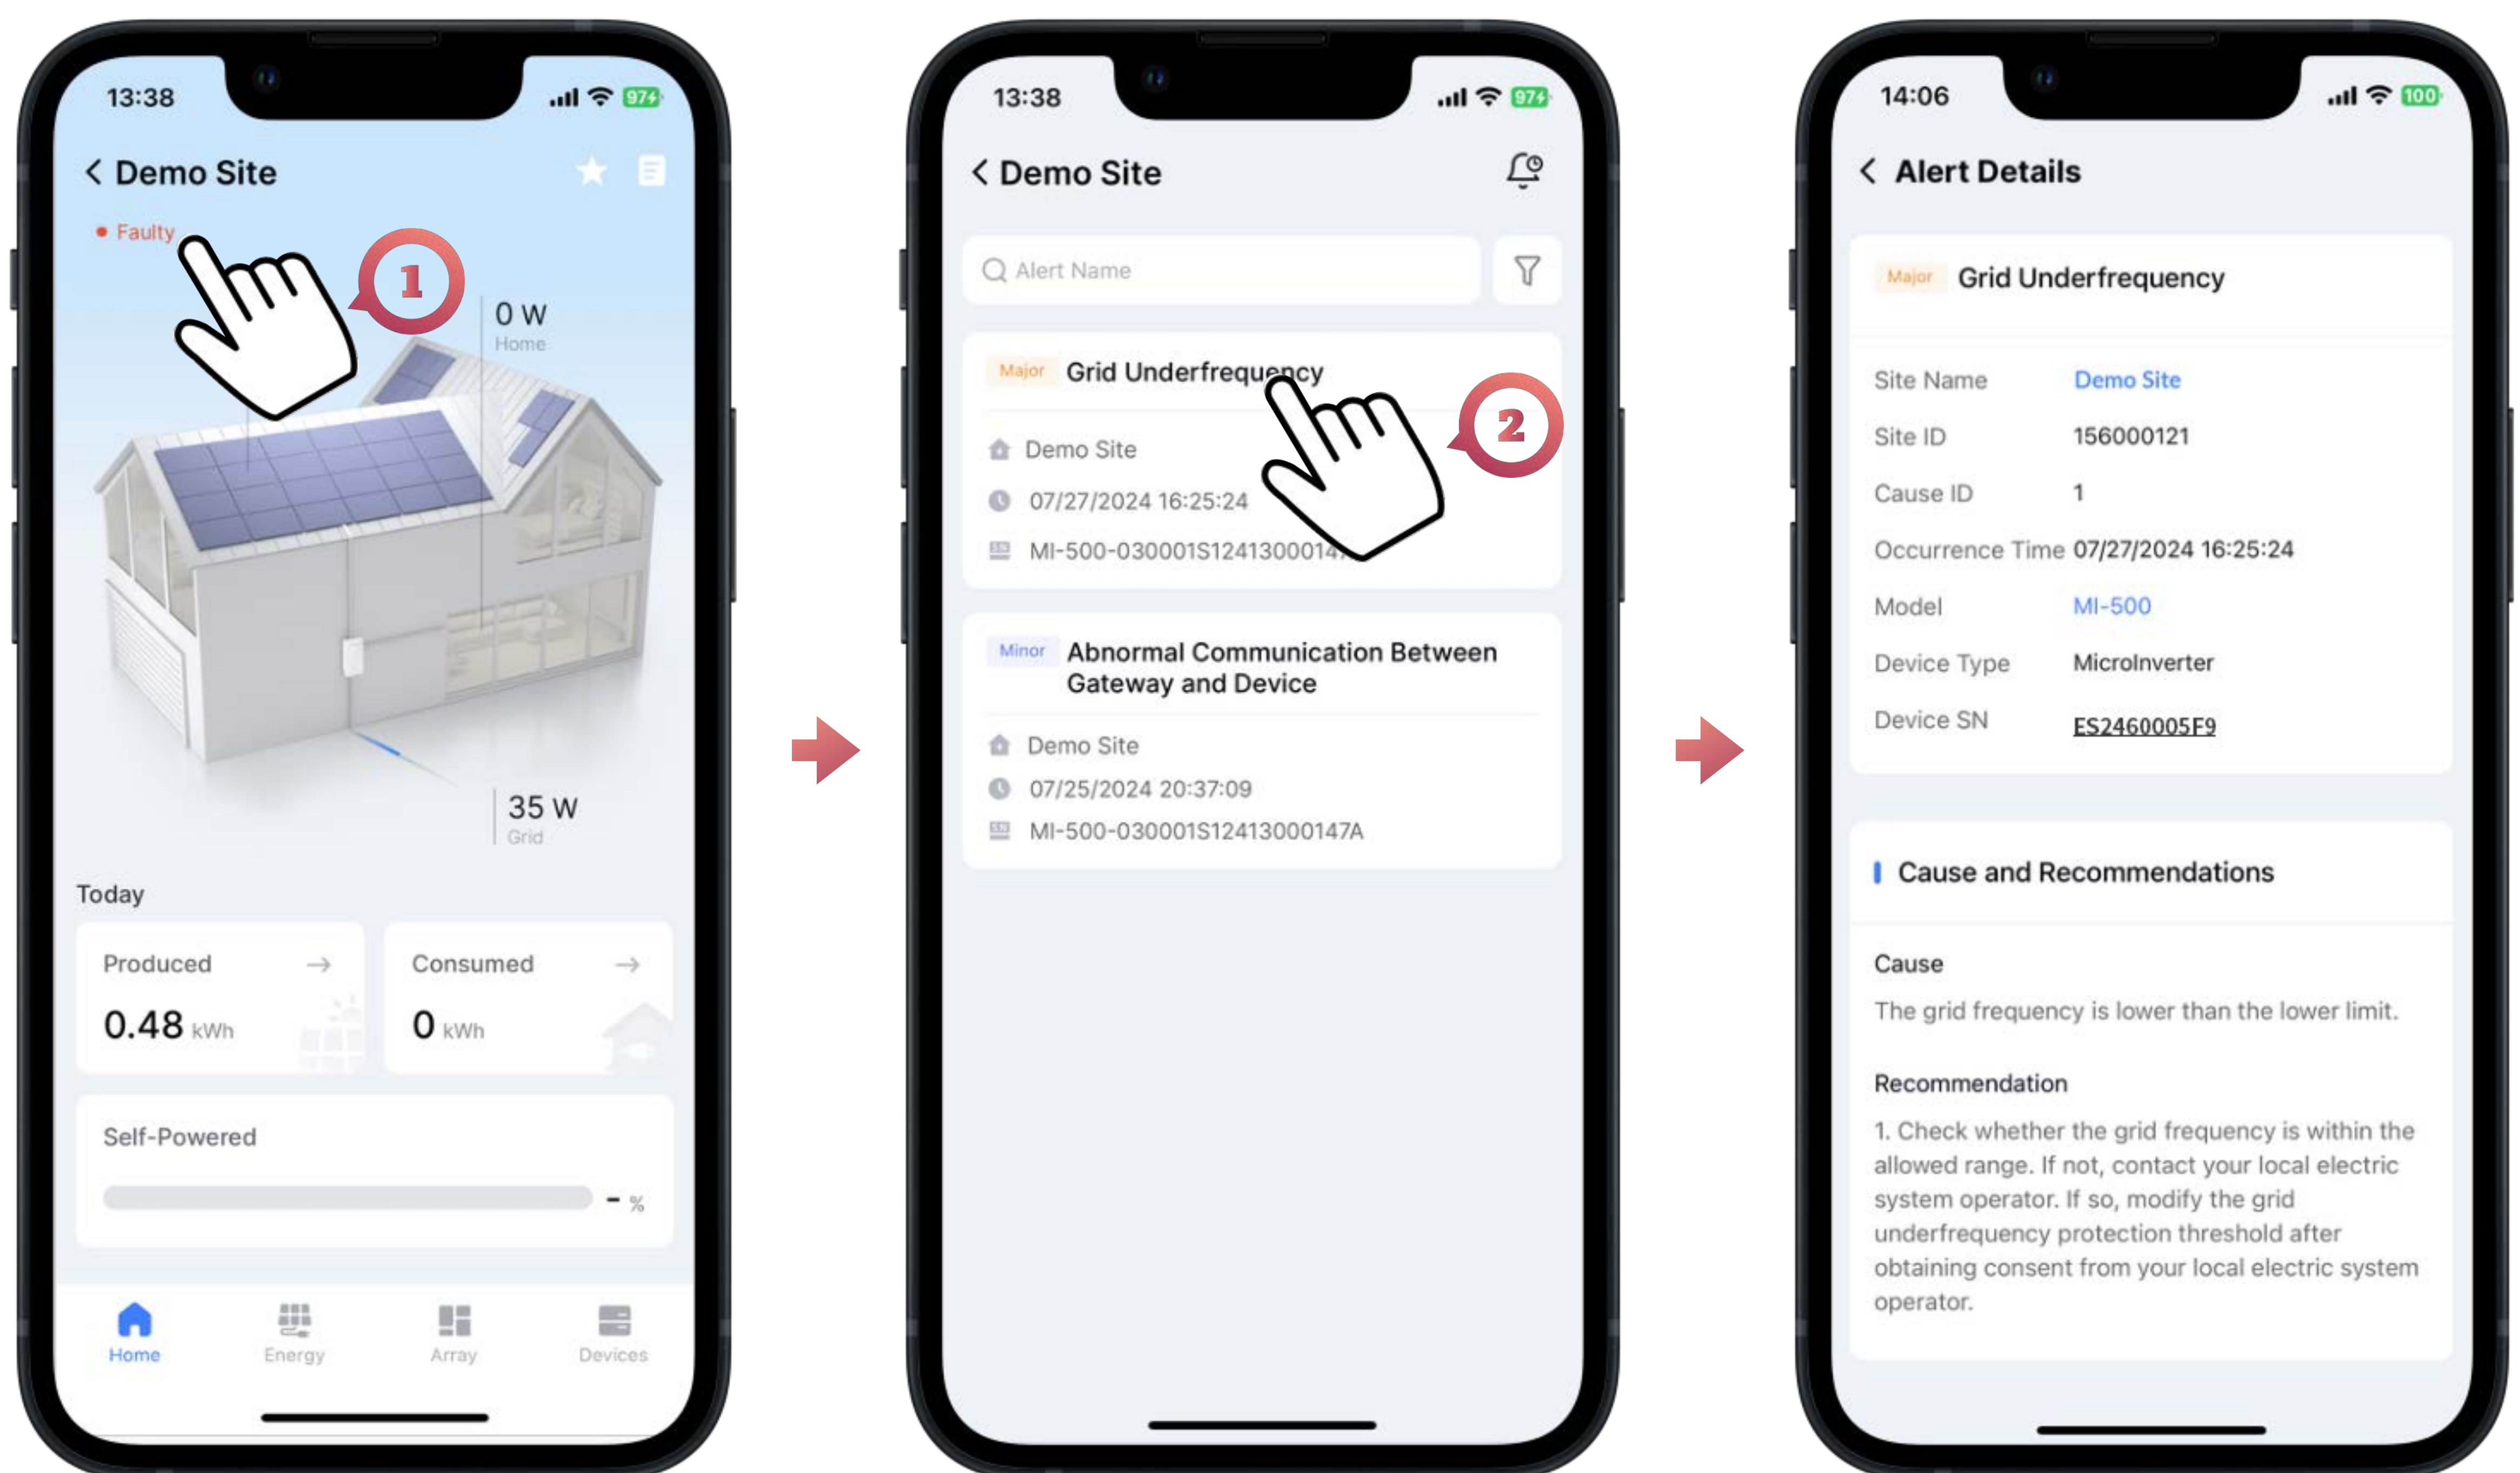 13:38
97
Demo Site
Faulty
1
0 W
Home
35 W
Grid
Today
Produced
0.48 kWh
Consumed
0 kWh
Self-Powered
- %
Home
Energy
Array
Devices
13:38
97
Demo Site
Alert Name
Major Grid Underfrequency
2
Demo Site
07/27/2024 16:25:24
SN MI-500-030001S12413000147
Minor Abnormal Communication Between
Gateway and Device
Demo Site
07/25/2024 20:37:09
SN MI-500-030001S12413000147A
14:06
100
Alert Details
Major Grid Underfrequency
Site Name Demo Site
Site ID 156000121
Cause ID 1
Occurrence Time 07/27/2024 16:25:24
Model MI-500
Device Type MicroInverter
Device SN ES2460005F9
Cause and Recommendations
Cause
The grid frequency is lower than the lower limit.
Recommendation
1. Check whether the grid frequency is within the
allowed range. If not, contact your local electric
system operator. If so, modify the grid
underfrequency protection threshold after
obtaining consent from your local electric system
operator.